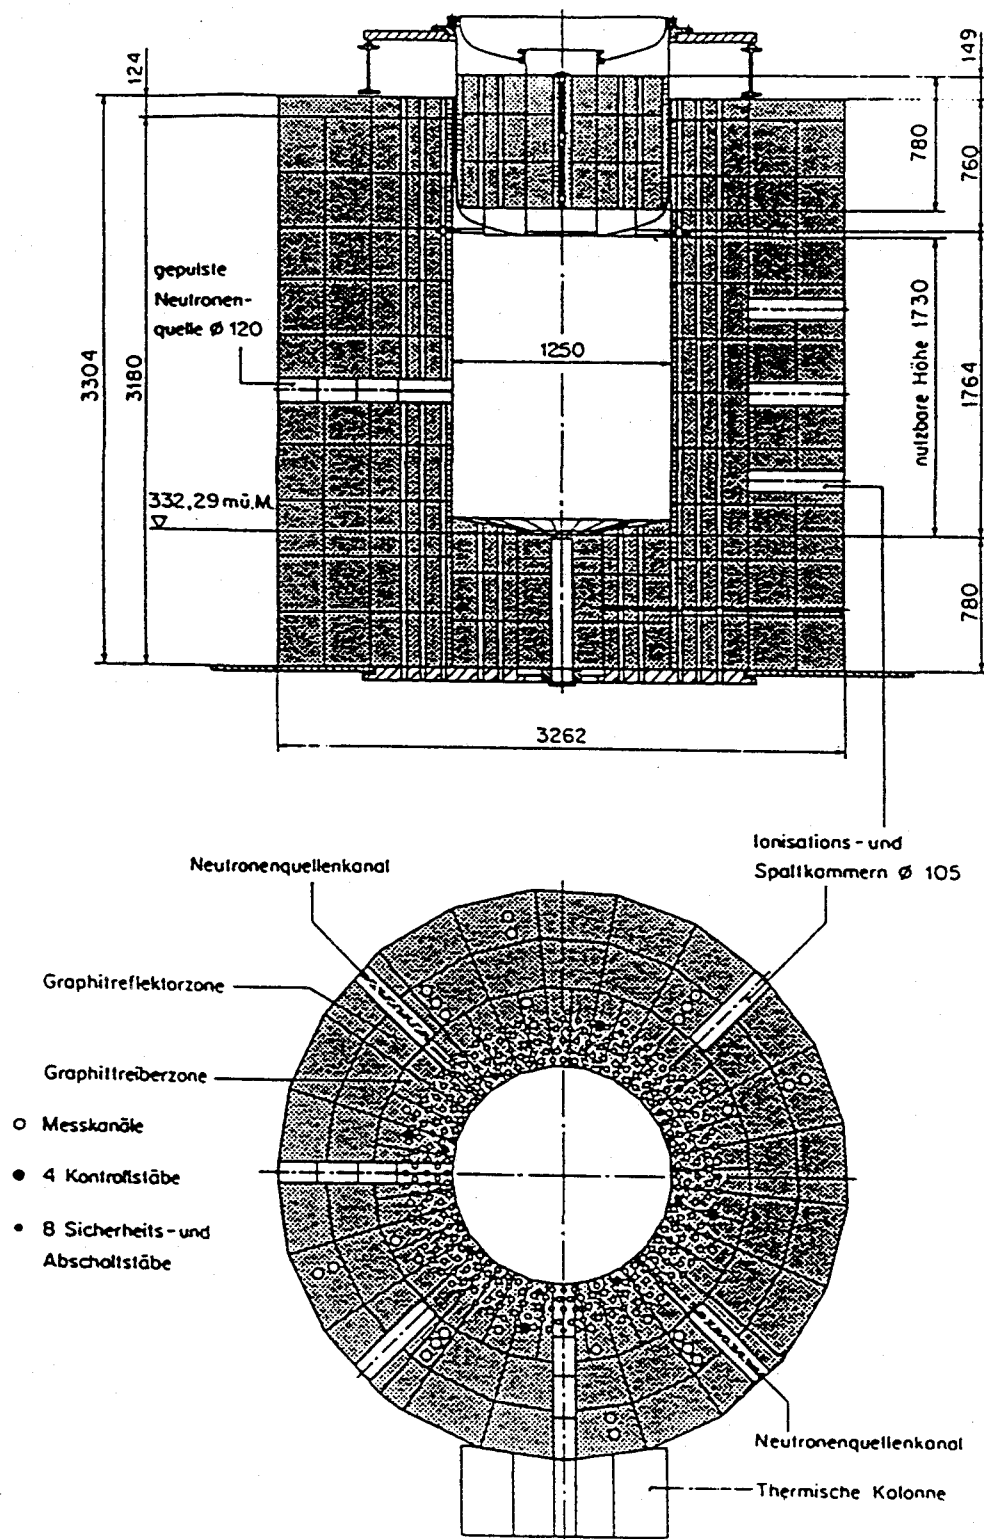 149
124
780
760
gepulste
Neutronen-
quelle Ø 120
3304
3180
1250
nutzbare Höhe 1730
1764
332,29 mü.M.
780
3262
Ionisations- und
Spaltkammern Ø 105
Neutronenquellenkanal
Graphitreflektorzone
Graphittreiberzone
Messkanäle
4 Kontrollstäbe
8 Sicherheits- und
Abschaltstäbe
Neutronenquellenkanal
Thermische Kolonne